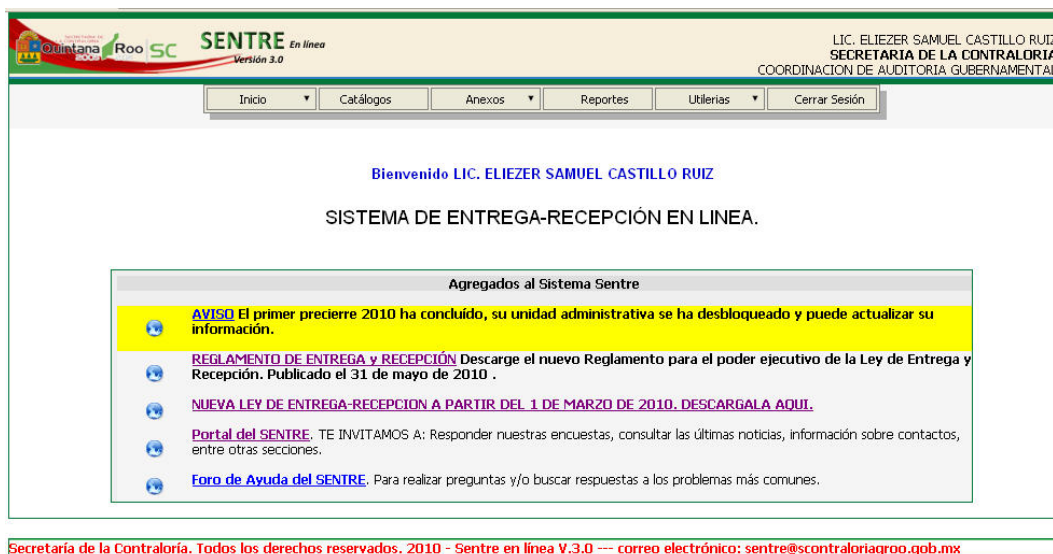 Quintana Roo SC
SENTRE En línea
Versión 3.0
LIC. ELIEZER SAMUEL CASTILLO RUIZ
SECRETARIA DE LA CONTRALORIA
COORDINACION DE AUDITORIA GUBERNAMENTAL
Inicio Catálogos Anexos Reportes Utilerias Cerrar Sesión
Bienvenido LIC. ELIEZER SAMUEL CASTILLO RUIZ
SISTEMA DE ENTREGA-RECEPCIÓN EN LINEA.
Agregados al Sistema Sentre
AVISO El primer precierre 2010 ha concluído, su unidad administrativa se ha desbloqueado y puede actualizar su
información.
REGLAMENTO DE ENTREGA y RECEPCIÓN Descarge el nuevo Reglamento para el poder ejecutivo de la Ley de Entrega y
Recepción. Publicado el 31 de mayo de 2010 .
NUEVA LEY DE ENTREGA-RECEPCION A PARTIR DEL 1 DE MARZO DE 2010. DESCARGALA AQUI.
Portal del SENTRE. TE INVITAMOS A: Responder nuestras encuestas, consultar las últimas noticias, información sobre contactos,
entre otras secciones.
Foro de Ayuda del SENTRE. Para realizar preguntas y/o buscar respuestas a los problemas más comunes.
Secretaría de la Contraloría. Todos los derechos reservados. 2010 - Sentre en línea V.3.0 --- correo electrónico: sentre@scontraloriaqroo.gob.mx